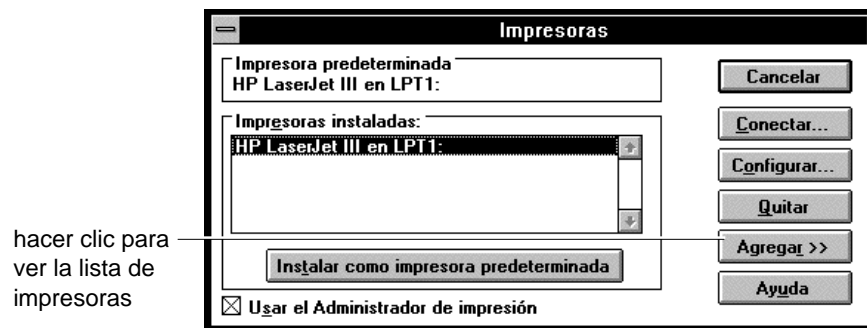 Impresoras
Impresora predeterminada
HP LaserJet III en LPT1:
Impresoras instaladas:
HP LaserJet III en LPT1:
Instalar como impresora predeterminada
Usar el Administrador de impresión
Cancelar
Conectar...
Configurar...
Quitar
Agregar >>
Ayuda
hacer clic para
ver la lista de
impresoras